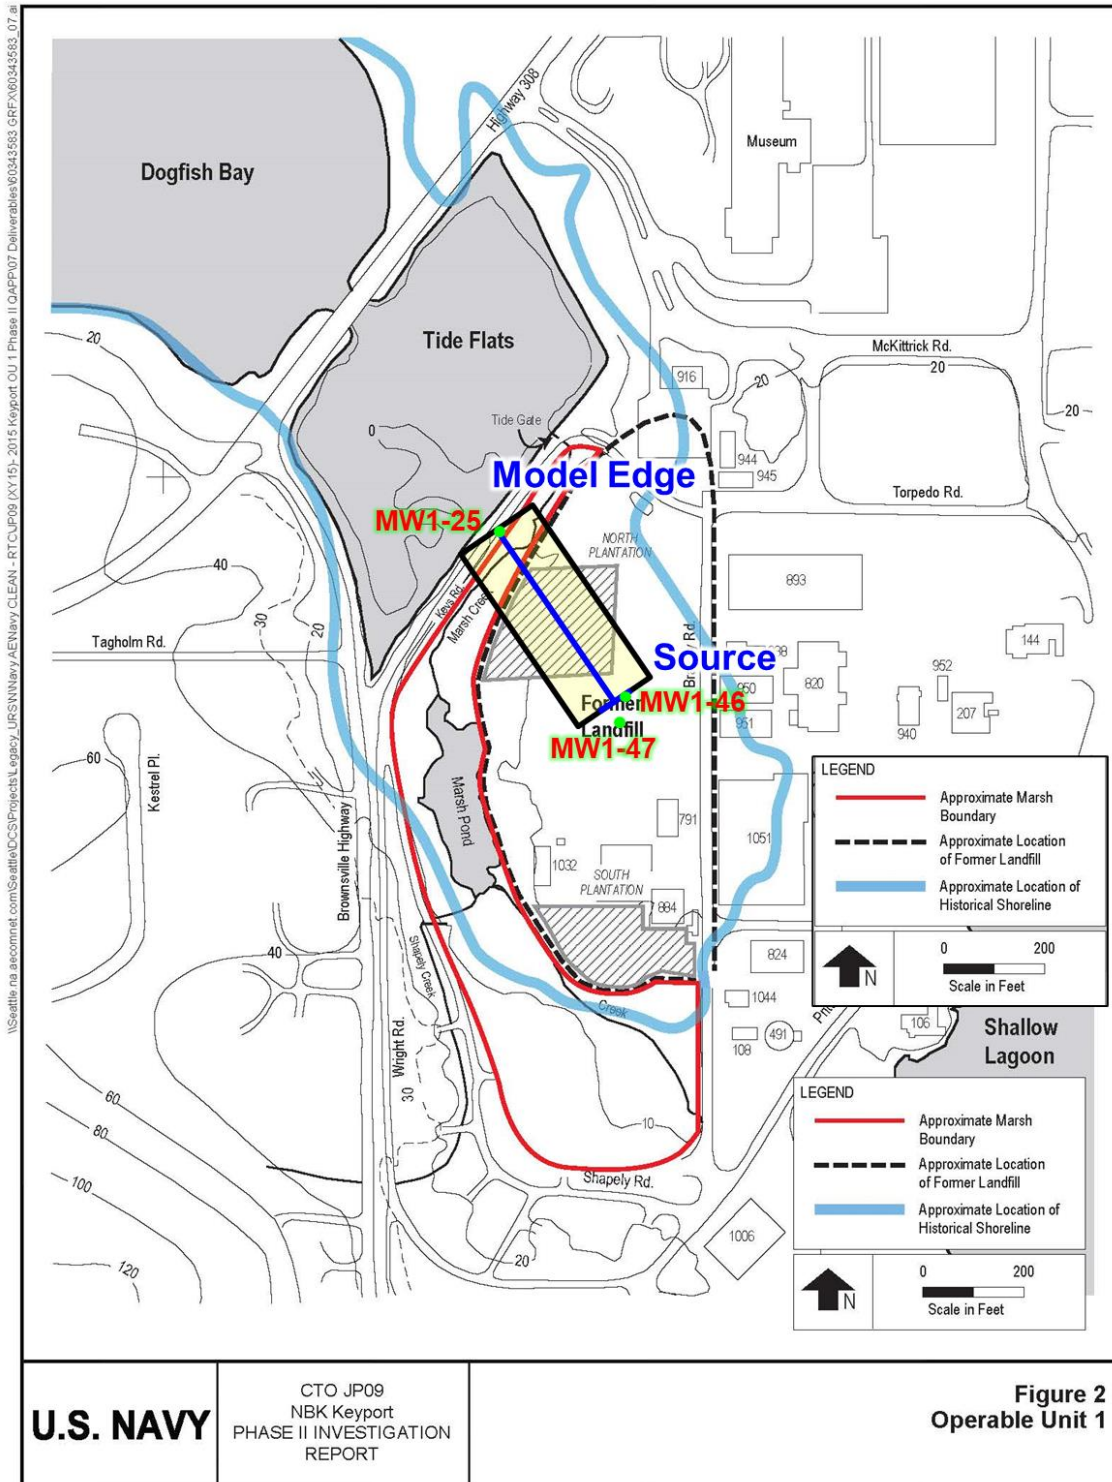 \\Seattle.na.aecomnet.com\Seattle\DCS\Projects\Legacy_URS\N\Navy AE\Navy CLEAN - RTC\JP09 (XY15)- 2015 Keyport OU 1 Phase II QAPP\07 Deliverables\60343583 GRFX\60343583_07.ai
Highway 308
Dogfish Bay
Museum
Tide Flats
McKittrick Rd.
20
20
916
20
20
Tide Gate
0
944
945
Model Edge
Torpedo Rd.
MW1-25
NORTH
PLANTATION
40
893
30
20
Keys Rd.
Marsh Creek
Tagholm Rd.
144
Source
952
950
820
MW1-46
Former
Landfill
951
207
940
MW1-47
60
Kestrel Pl.
Marsh Pond
791
1051
Brownsville Highway
1032
SOUTH
PLANTATION
884
LEGEND
Approximate Marsh
Boundary
Approximate Location
of Former Landfill
Approximate Location of
Historical Shoreline
N
0 200
Scale in Feet
40
Shapely Creek
824
1044
Creek
106
108
491
Shallow
Lagoon
Wright Rd.
30
60
80
10
LEGEND
Approximate Marsh
Boundary
Approximate Location
of Former Landfill
Approximate Location of
Historical Shoreline
100
Shapely Rd.
1006
20
120
N
0 200
Scale in Feet
U.S. NAVY
CTO JP09
NBK Keyport
PHASE II INVESTIGATION
REPORT
Figure 2
Operable Unit 1